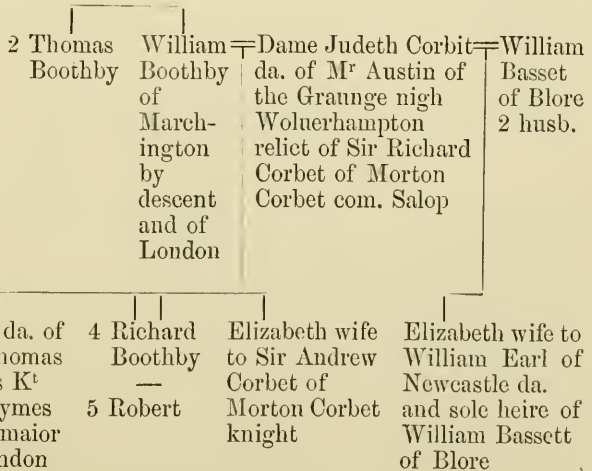 2 Thomas
Boothby
William
Boothby
of
March-
ington
by
descent
and of
London
Dame Judeth Corbit
da. of Mr Austin of
the Graunge nigh
Woluerhampton
relict of Sir Richard
Corbet of Morton
Corbet com. Salop
William
Basset
of Blore
2 husb.
da. of
homas
s Kt
ymes
maior
ndon
4 Richard
Boothby
—
5 Robert
Elizabeth wife
to Sir Andrew
Corbet of
Morton Corbet
knight
Elizabeth wife to
William Earl of
Newcastle da.
and sole heire of
William Bassett
of Blore